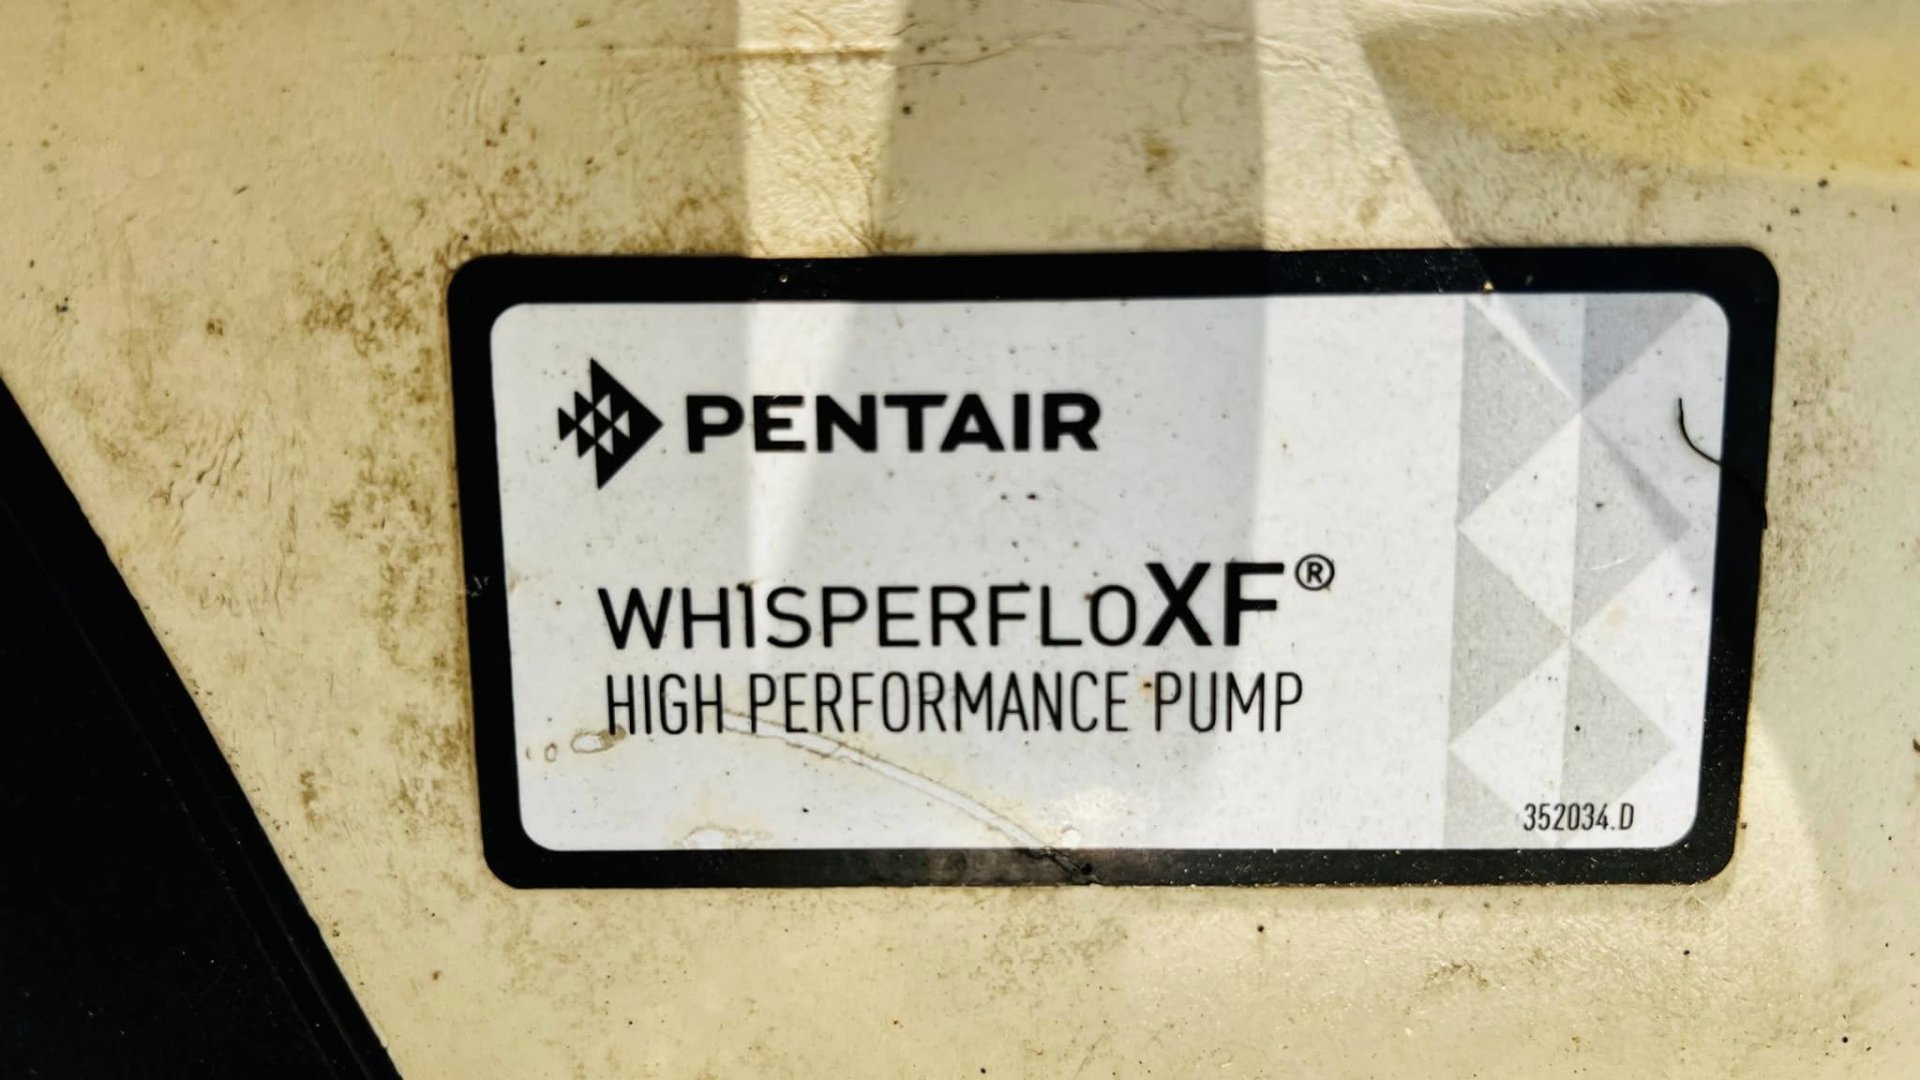 PENTAIR
WHISPERFLOXF®
HIGH PERFORMANCE PUMP
352034.D